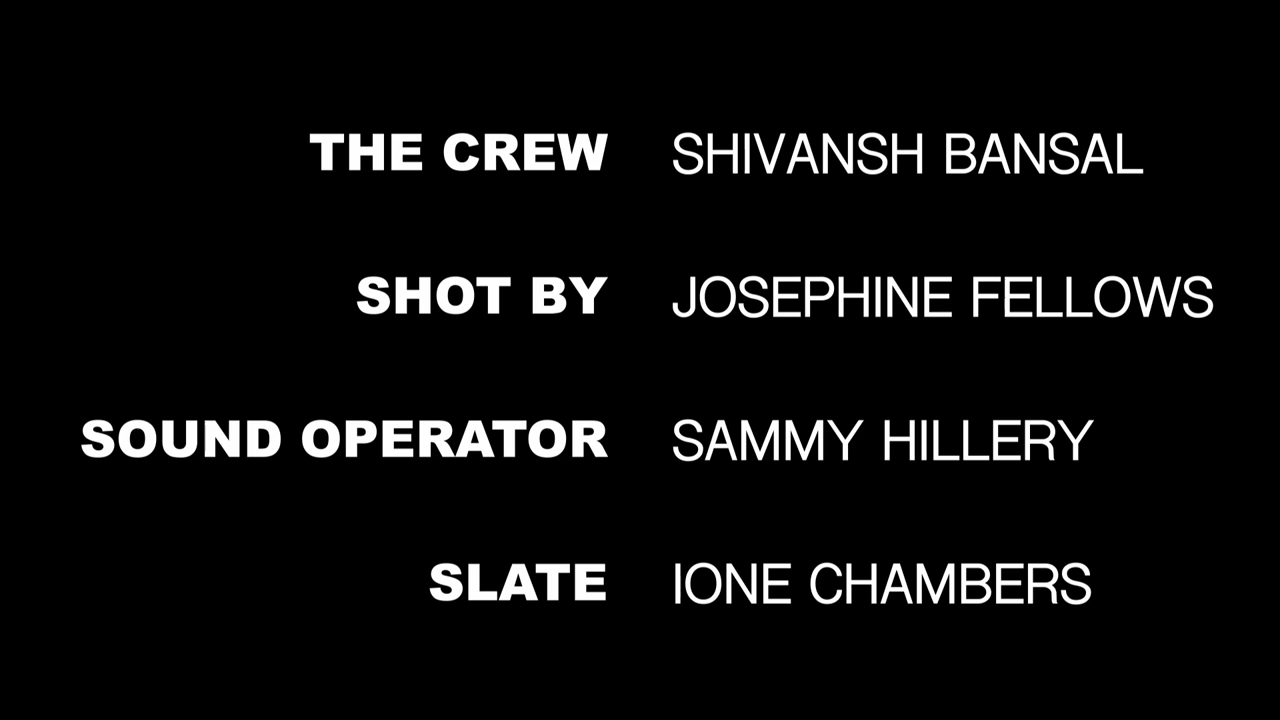 THE CREW SHIVANSH BANSAL
SHOT BY JOSEPHINE FELLOWS
SOUND OPERATOR SAMMY HILLERY
SLATE IONE CHAMBERS